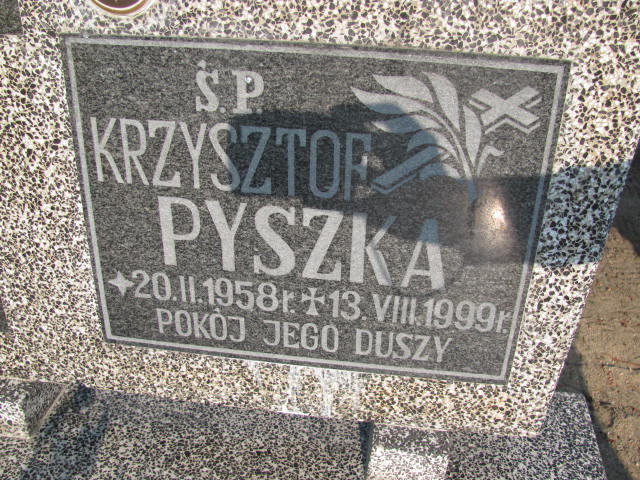 Ś.P.
KRZYSZTOF
PYSZKA
20.II.1958r. 13.VIII.1999r.
POKÓJ JEGO DUSZY